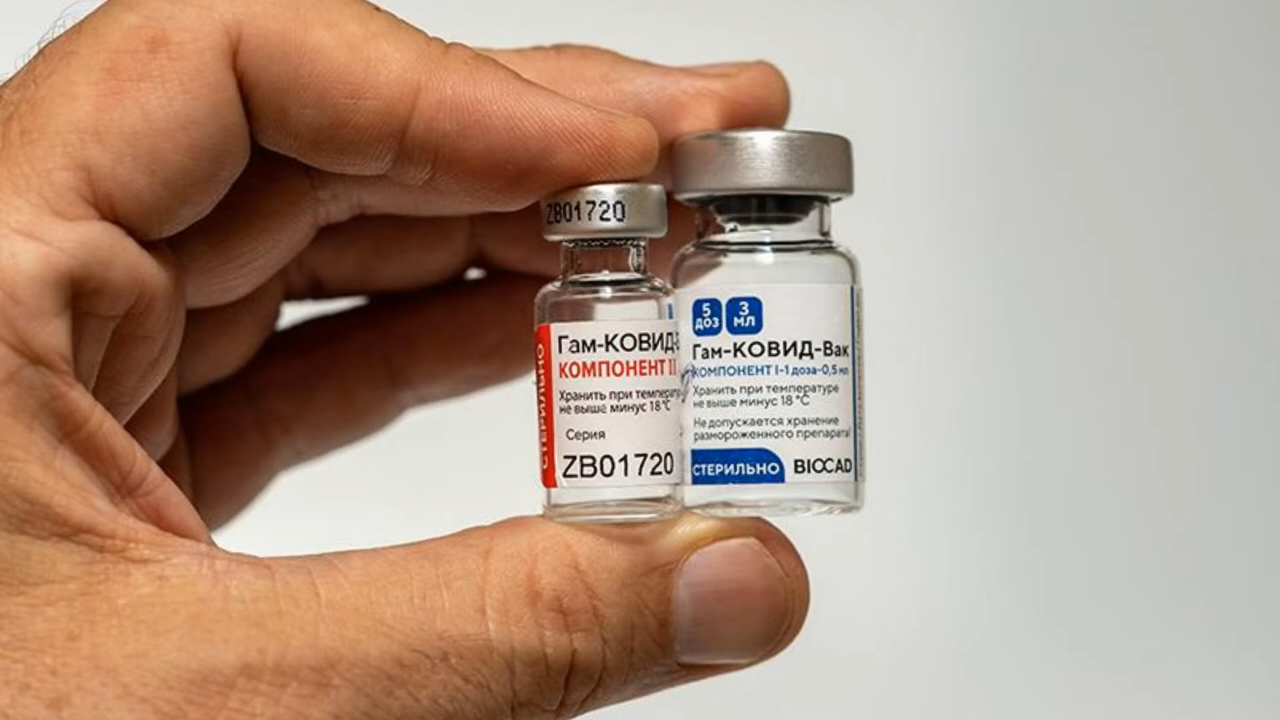 ZB01720
СТЕРИЛЬНО
Гам-КОВИД-
КОМПОНЕНТ II
Хранить при
не выше минус 18 °C
Серия
ZB01720
5 ДОЗ
3 МЛ
Гам-КОВИД-Вак
КОМПОНЕНТ I-1 доза-0,5 мл
Хранить при температуре
не выше минус 18 °C
Не допускается хранение
размороженного препарата
СТЕРИЛЬНО
BIOCAD